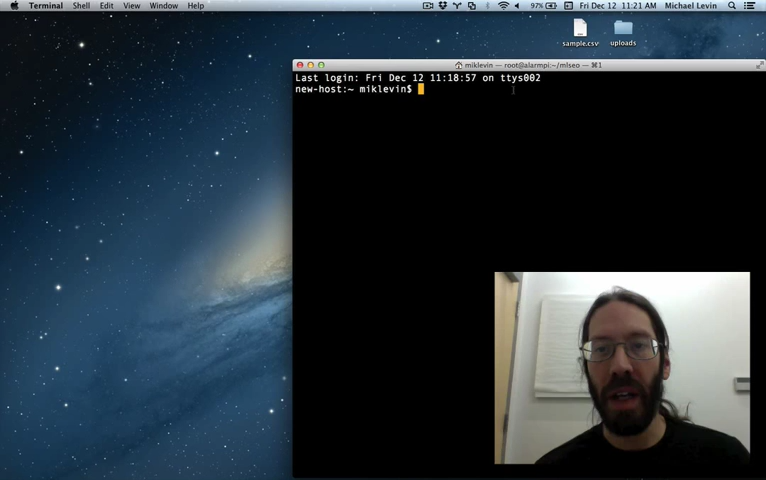 Terminal Shell Edit View Window Help 97% Fri Dec 12 11:21 AM Michael Levin
sample.csv uploads
miklevin — root@alarmpi:~/mlseo — ⌘1
Last login: Fri Dec 12 11:18:57 on ttys002
new-host:~ miklevin$